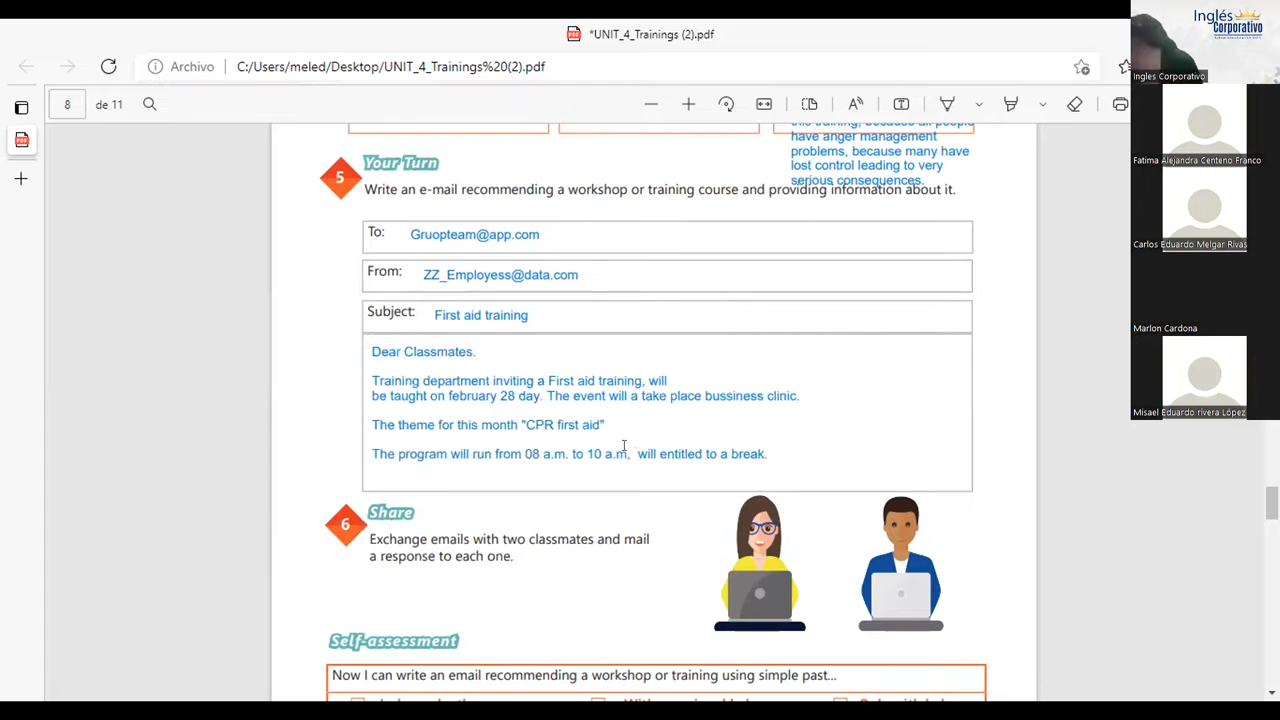 *UNIT_4_Trainings (2).pdf
Archivo C:/Users/meled/Desktop/UNIT_4_Trainings%20(2).pdf
8 de 11
this training, because all people
have anger management
problems, because many have
lost control leading to very
serious consequences.
5 Your Turn
Write an e-mail recommending a workshop or training course and providing information about it.
To: Gruopteam@app.com
From: ZZ_Employess@data.com
Subject: First aid training
Dear Classmates.
Training department inviting a First aid training, will
be taught on february 28 day. The event will a take place bussiness clinic.
The theme for this month "CPR first aid"
The program will run from 08 a.m. to 10 a.m, will entitled to a break.
6 Share
Exchange emails with two classmates and mail
a response to each one.
Self-assessment
Now I can write an email recommending a workshop or training using simple past...
Inglés
Corporativo
Ingles Corporativo
Fatima Alejandra Centeno Franco
Carlos Eduardo Melgar Rivas
Marlon Cardona
Misael Eduardo rivera López